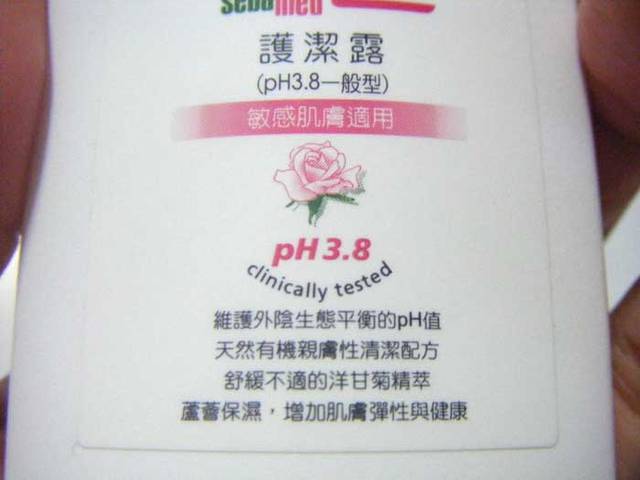 sebamed
護潔露
(pH3.8一般型)
敏感肌膚適用
pH 3.8
clinically tested
維護外陰生態平衡的pH值
天然有機親膚性清潔配方
舒緩不適的洋甘菊精萃
蘆薈保濕，增加肌膚彈性與健康